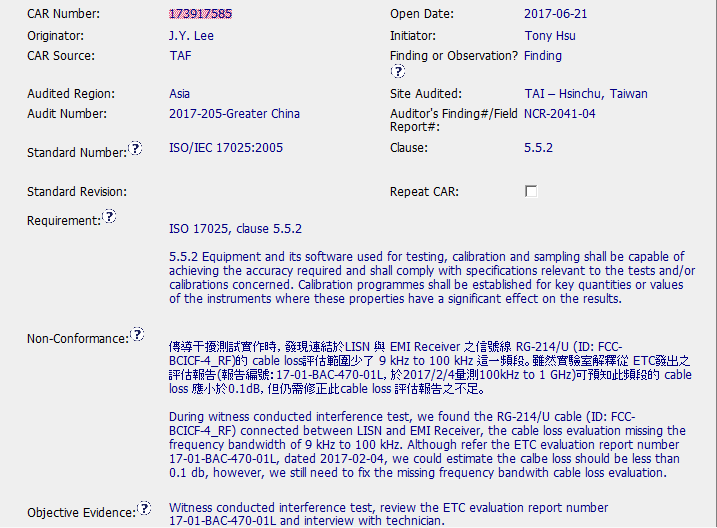 CAR Number: 173917585 Open Date: 2017-06-21
Originator: J.Y. Lee Initiator: Tony Hsu
CAR Source: TAF Finding or Observation? Finding
?
Audited Region: Asia Site Audited: TAI – Hsinchu, Taiwan
Audit Number: 2017-205-Greater China Auditor's Finding#/Field NCR-2041-04
Report#:
Standard Number: ? ISO/IEC 17025:2005 Clause: 5.5.2
Standard Revision: Repeat CAR:
Requirement: ?
ISO 17025, clause 5.5.2
5.5.2 Equipment and its software used for testing, calibration and sampling shall be capable of
achieving the accuracy required and shall comply with specifications relevant to the tests and/or
calibrations concerned. Calibration programmes shall be established for key quantities or values
of the instruments where these properties have a significant effect on the results.
Non-Conformance: ?
傳導干擾測試實作時, 發現連結於LISN 與 EMI Receiver 之信號線 RG-214/U (ID: FCC-
BCICF-4_RF)的 cable loss評估範圍少了 9 kHz to 100 kHz 這一頻段。雖然實驗室解釋從 ETC發出之
評估報告(報告編號: 17-01-BAC-470-01L, 於2017/2/4量測100kHz to 1 GHz)可預知此頻段的 cable
loss 應小於0.1dB, 但仍需修正此cable loss 評估報告之不足。
During witness conducted interference test, we found the RG-214/U cable (ID: FCC-
BCICF-4_RF) connected between LISN and EMI Receiver, the cable loss evaluation missing the
frequency bandwidth of 9 kHz to 100 kHz. Although refer the ETC evaluation report number
17-01-BAC-470-01L, dated 2017-02-04, we could estimate the calbe loss should be less than
0.1 db, however, we still need to fix the missing frequency bandwith cable loss evaluation.
Objective Evidence: ? Witness conducted interference test, review the ETC evaluation report number
17-01-BAC-470-01L and interview with technician.